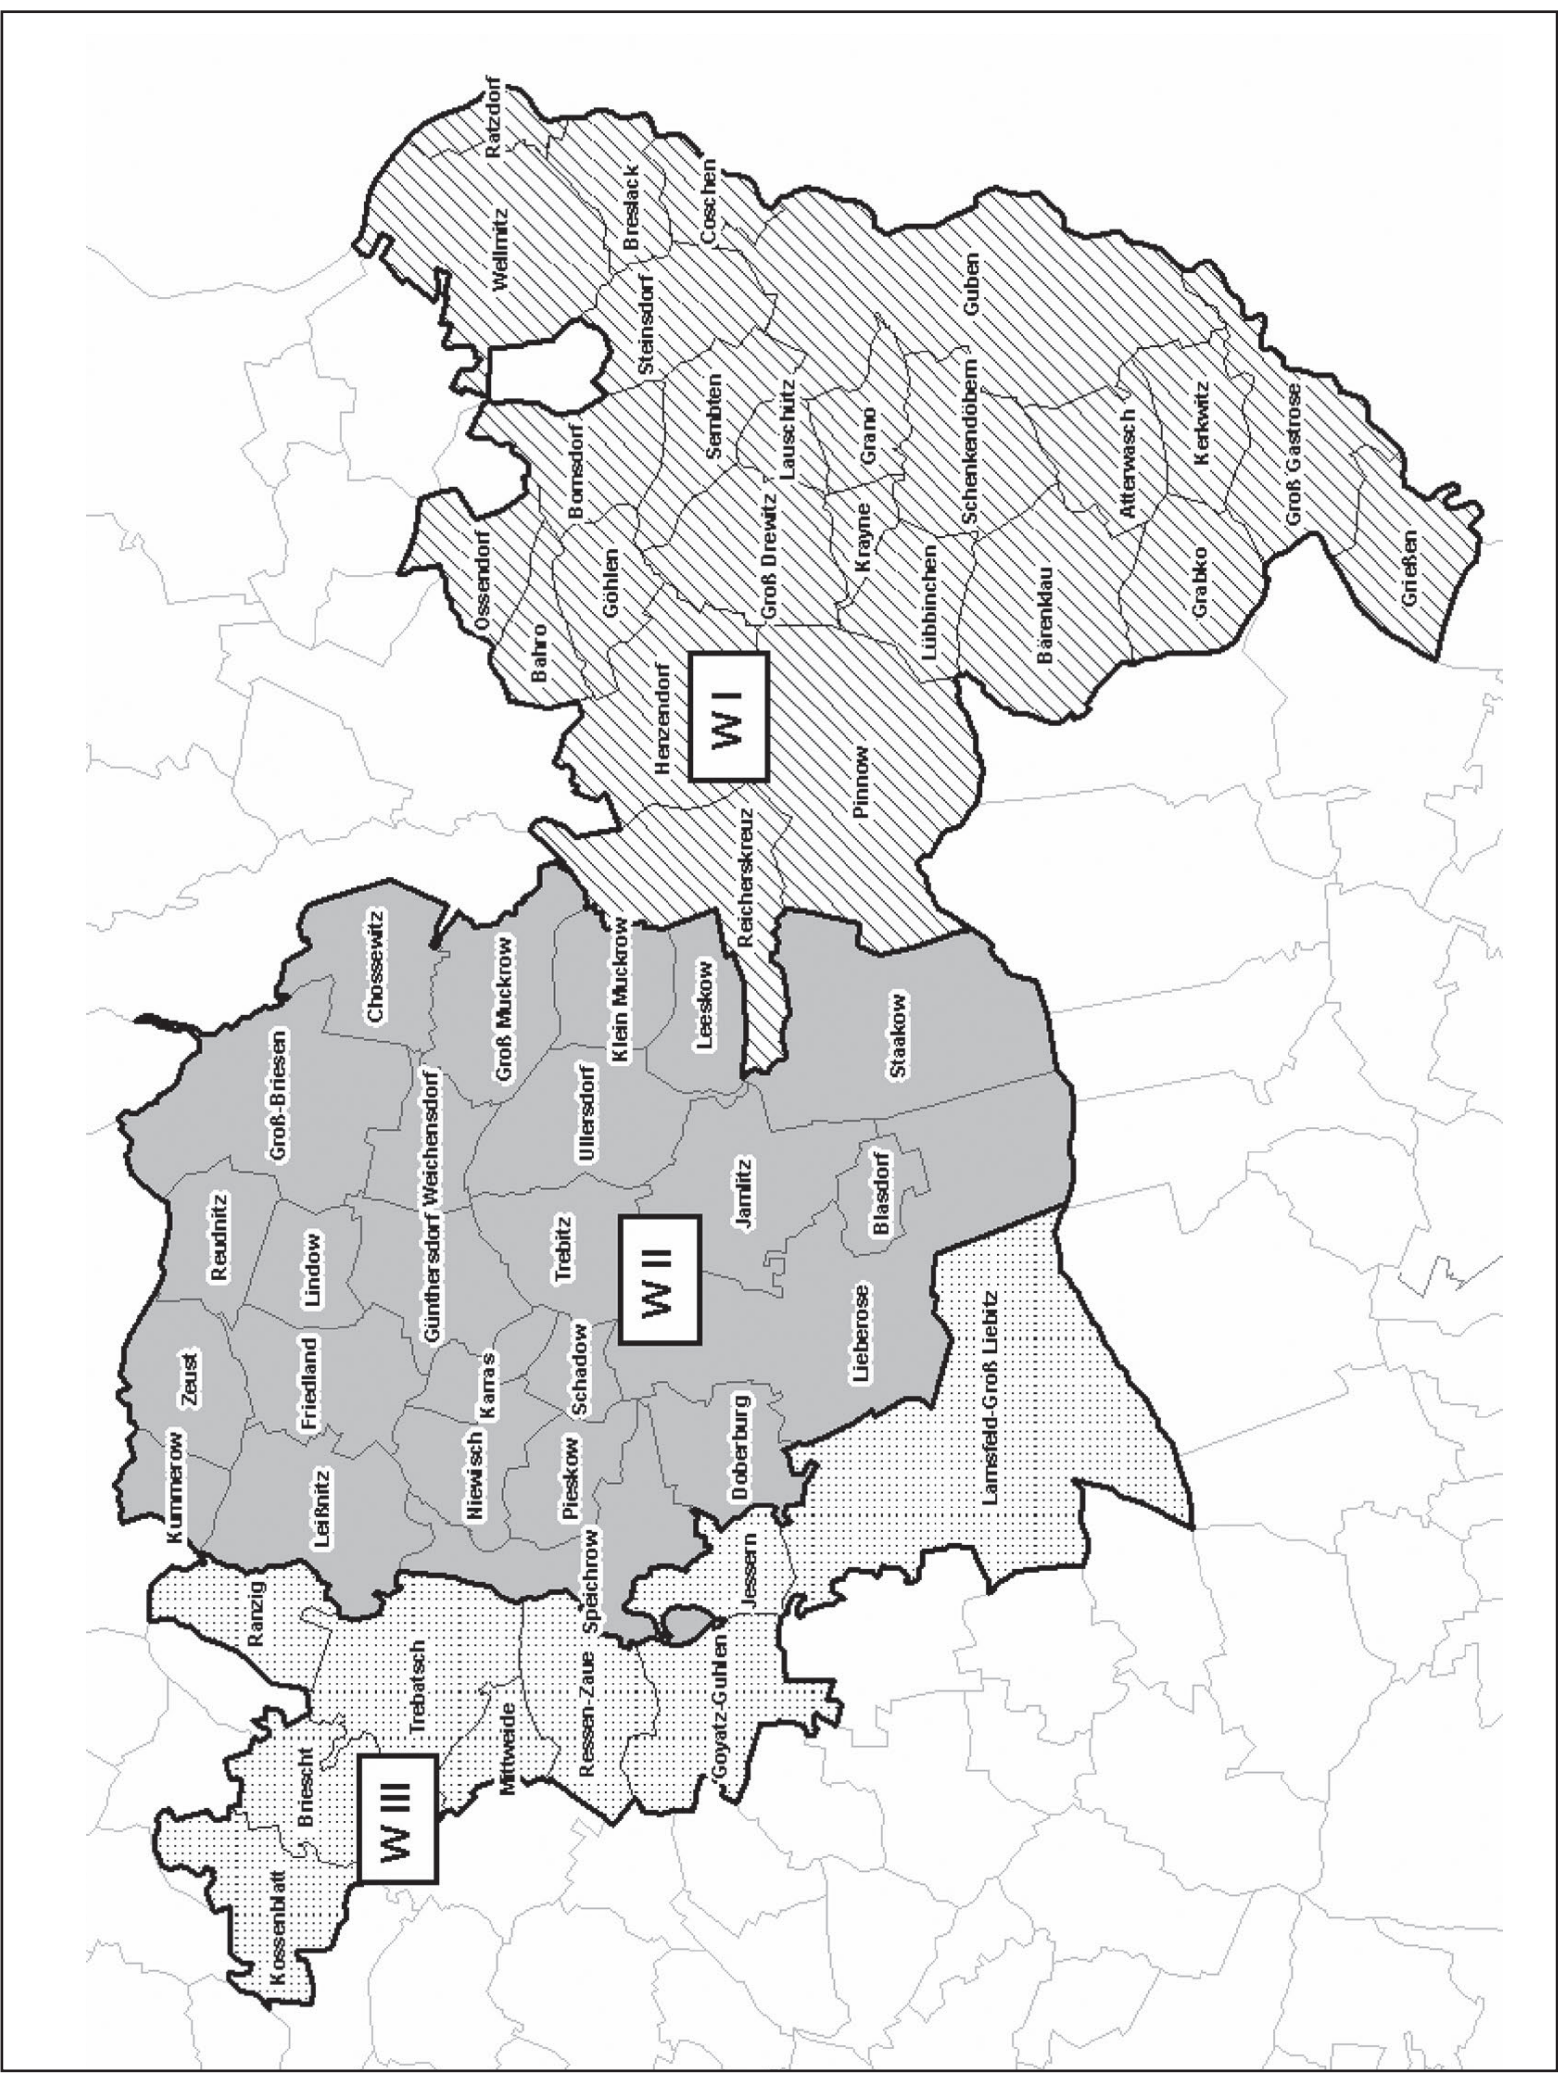 Kossenblatt
Briescht
W III
Ranzig
Trebatsch
Mittweide
Ressen-Zaue
Goyatz-Guhlen
Jessern
Lamsfeld-Groß Liebitz
Kummerow
Zeust
Reudnitz
Groß-Briesen
Leißnitz
Friedland
Lindow
Chossewitz
Günthersdorf
Weichensdorf
Niewisch
Karras
Groß Muckrow
Speichrow
Pieskow
Schadow
Trebitz
Ullersdorf
Klein Muckrow
W II
Leeskow
Doberburg
Jamlitz
Lieberose
Blasdorf
Staakow
Reicherskreuz
Henzendorf
W I
Pinnow
Ossendorf
Bahro
Göhlen
Bomsdorf
Wellmitz
Ratzdorf
Breslack
Steinsdorf
Coschen
Sembten
Lauschütz
Groß Drewitz
Grano
Krayne
Lübbinchen
Schenkendöbern
Guben
Bärenklau
Atterwasch
Kerkwitz
Grabko
Groß Gastrose
Grießen